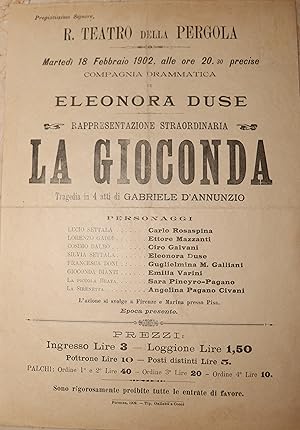 Pregiatissimo Signore,
R. TEATRO DELLA PERGOLA
Martedì 18 Febbraio 1902, alle ore 20.30 precise
COMPAGNIA DRAMMATICA
DI
ELEONORA DUSE
RAPPRESENTAZIONE STRAORDINARIA
LA GIOCONDA
Tragedia in 4 atti di GABRIELE D'ANNUNZIO
PERSONAGGI
LUCIO SETTALA Carlo Rosaspina
LORENZO GADDI Ettore Mazzanti
COSIMO DALBO Ciro Galvani
SILVIA SETTALA Eleonora Duse
FRANCESCA DONI Guglielmina M. Galliani
GIOCONDA DIANTI Emilia Varini
LA PICCOLA BEATA Sara Pineyro-Pagano
LA SIRENETTA Angelina Pagano Civani
L'azione si svolge a Firenze e Marina presso Pisa.
Epoca presente.
PREZZI:
Ingresso Lire 3 — Loggione Lire 1,50
Poltrone Lire 10 — Posti distinti Lire 5.
PALCHI: Ordine 1° e 2° Lire 40 — Ordine 3° Lire 20 - Ordine 4° Lire 10.
Sono rigorosamente proibite tutte le entrate di favore.